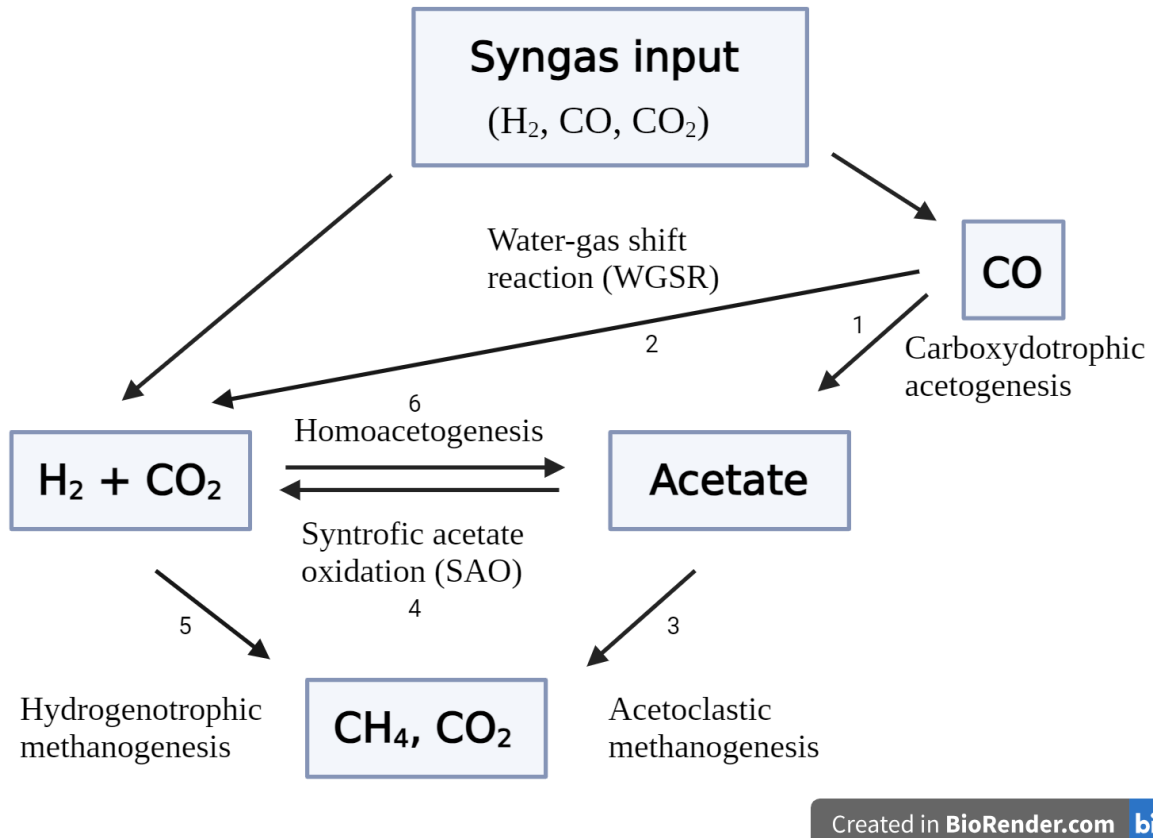 Syngas input
(H₂, CO, CO₂)
Water-gas shift
reaction (WGSR)
CO
1
2
Carboxydotrophic
acetogenesis
6
Homoacetogenesis
H₂ + CO₂
Acetate
Syntrofic acetate
oxidation (SAO)
4
5
3
Hydrogenotrophic
methanogenesis
CH₄, CO₂
Acetoclastic
methanogenesis
Created in BioRender.com bi